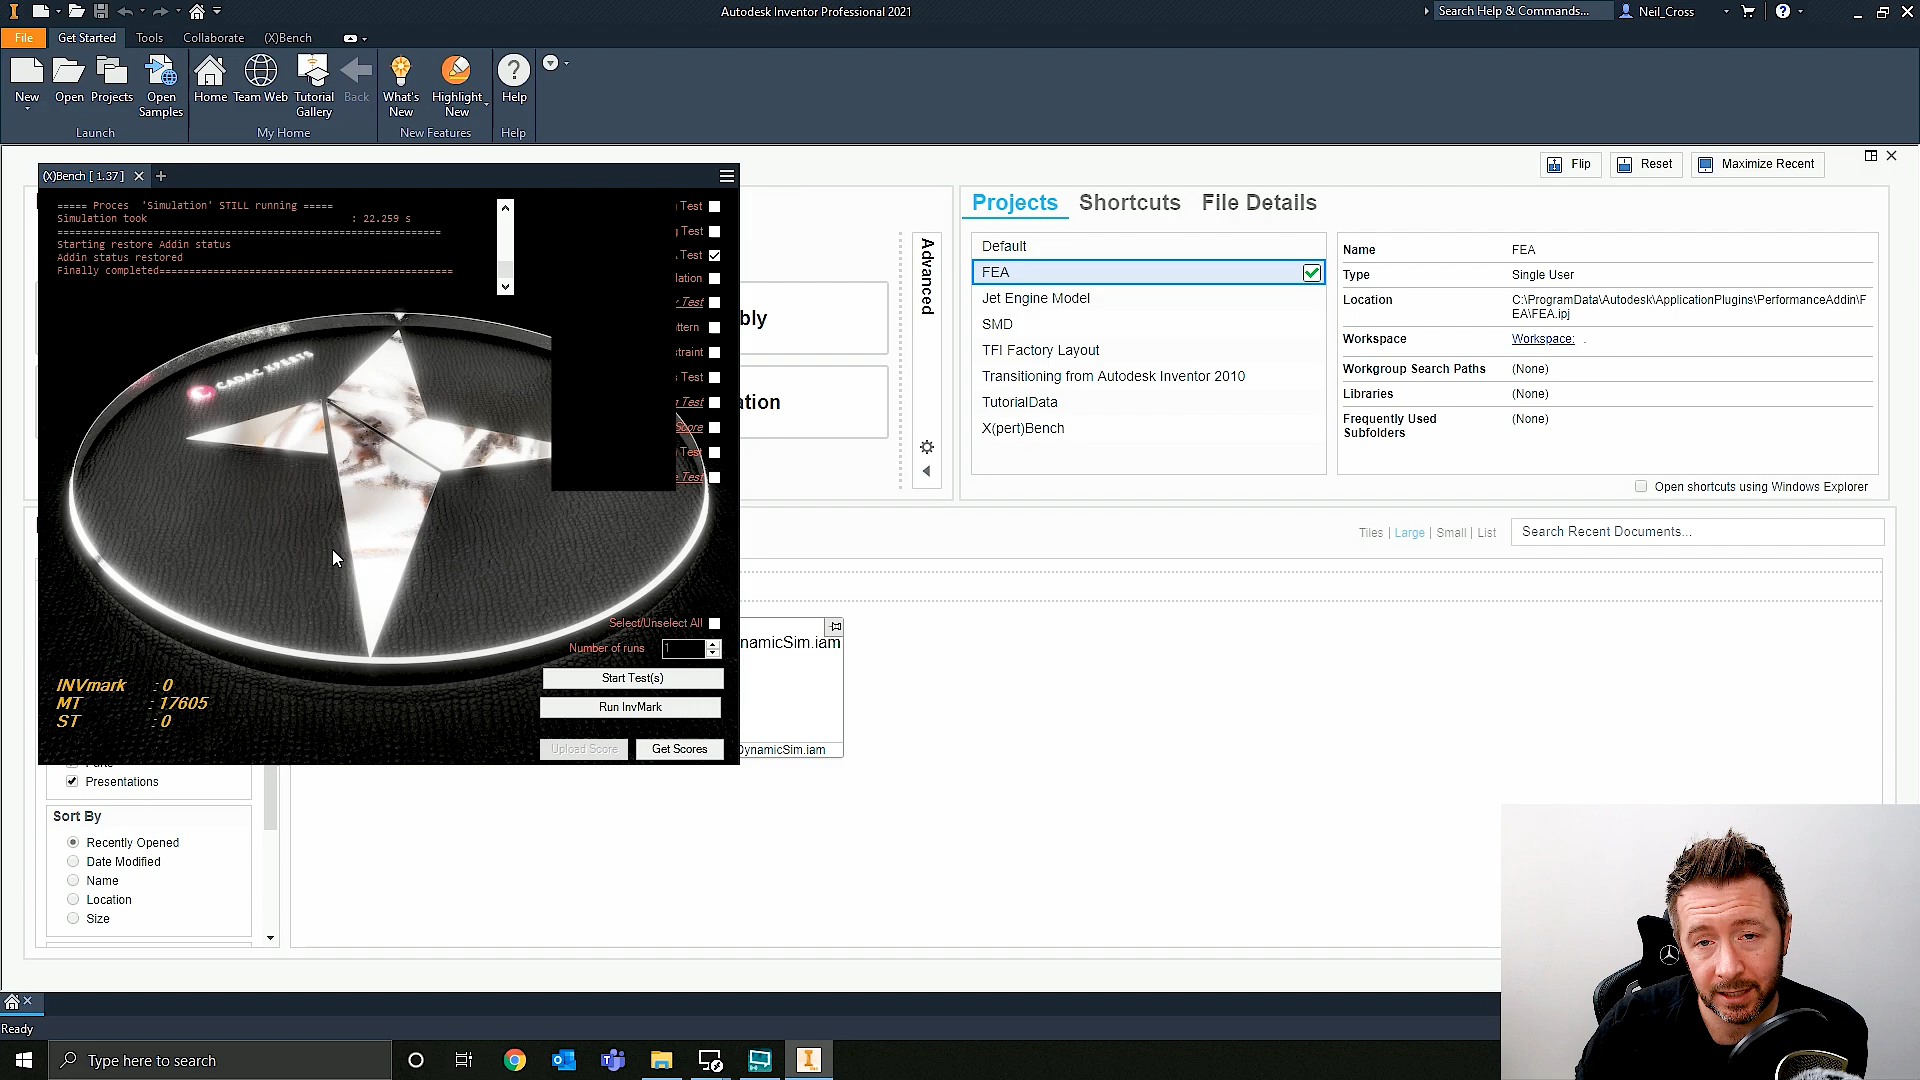 Autodesk Inventor Professional 2021
Search Help & Commands...
Neil_Cross
File
Get Started
Tools
Collaborate
(X)Bench
New
Open
Projects
Open Samples
Home
Team Web
Tutorial Gallery
Back
What's New
Highlight New
Help
Launch
My Home
New Features
Help
Flip
Reset
Maximize Recent
(X)Bench [ 1.37 ]
===== Proces 'Simulation' STILL running =====
Simulation took : 22.259 s
Starting restore Addin status
Addin status restored
Finally completed
Test
Test
Test
lation
Test
ttern
straint
Test
Test
Score
Test
Test
CADAC XPERTS
Select/Unselect All
Number of runs 1
Start Test(s)
Run InvMark
Upload Score
Get Scores
INVmark : 0
MT : 17605
ST : 0
bly
ation
Advanced
Projects
Shortcuts
File Details
Default
FEA
Jet Engine Model
SMD
TFI Factory Layout
Transitioning from Autodesk Inventor 2010
TutorialData
X(pert)Bench
Name FEA
Type Single User
Location C:\ProgramData\Autodesk\ApplicationPlugins\PerformanceAddin\F
EA\FEA.ipj
Workspace Workspace: .
Workgroup Search Paths (None)
Libraries (None)
Frequently Used (None)
Subfolders
Open shortcuts using Windows Explorer
Tiles | Large | Small | List
Search Recent Documents...
namicSim.iam
DynamicSim.iam
Presentations
Sort By
Recently Opened
Date Modified
Name
Location
Size
Ready
Type here to search